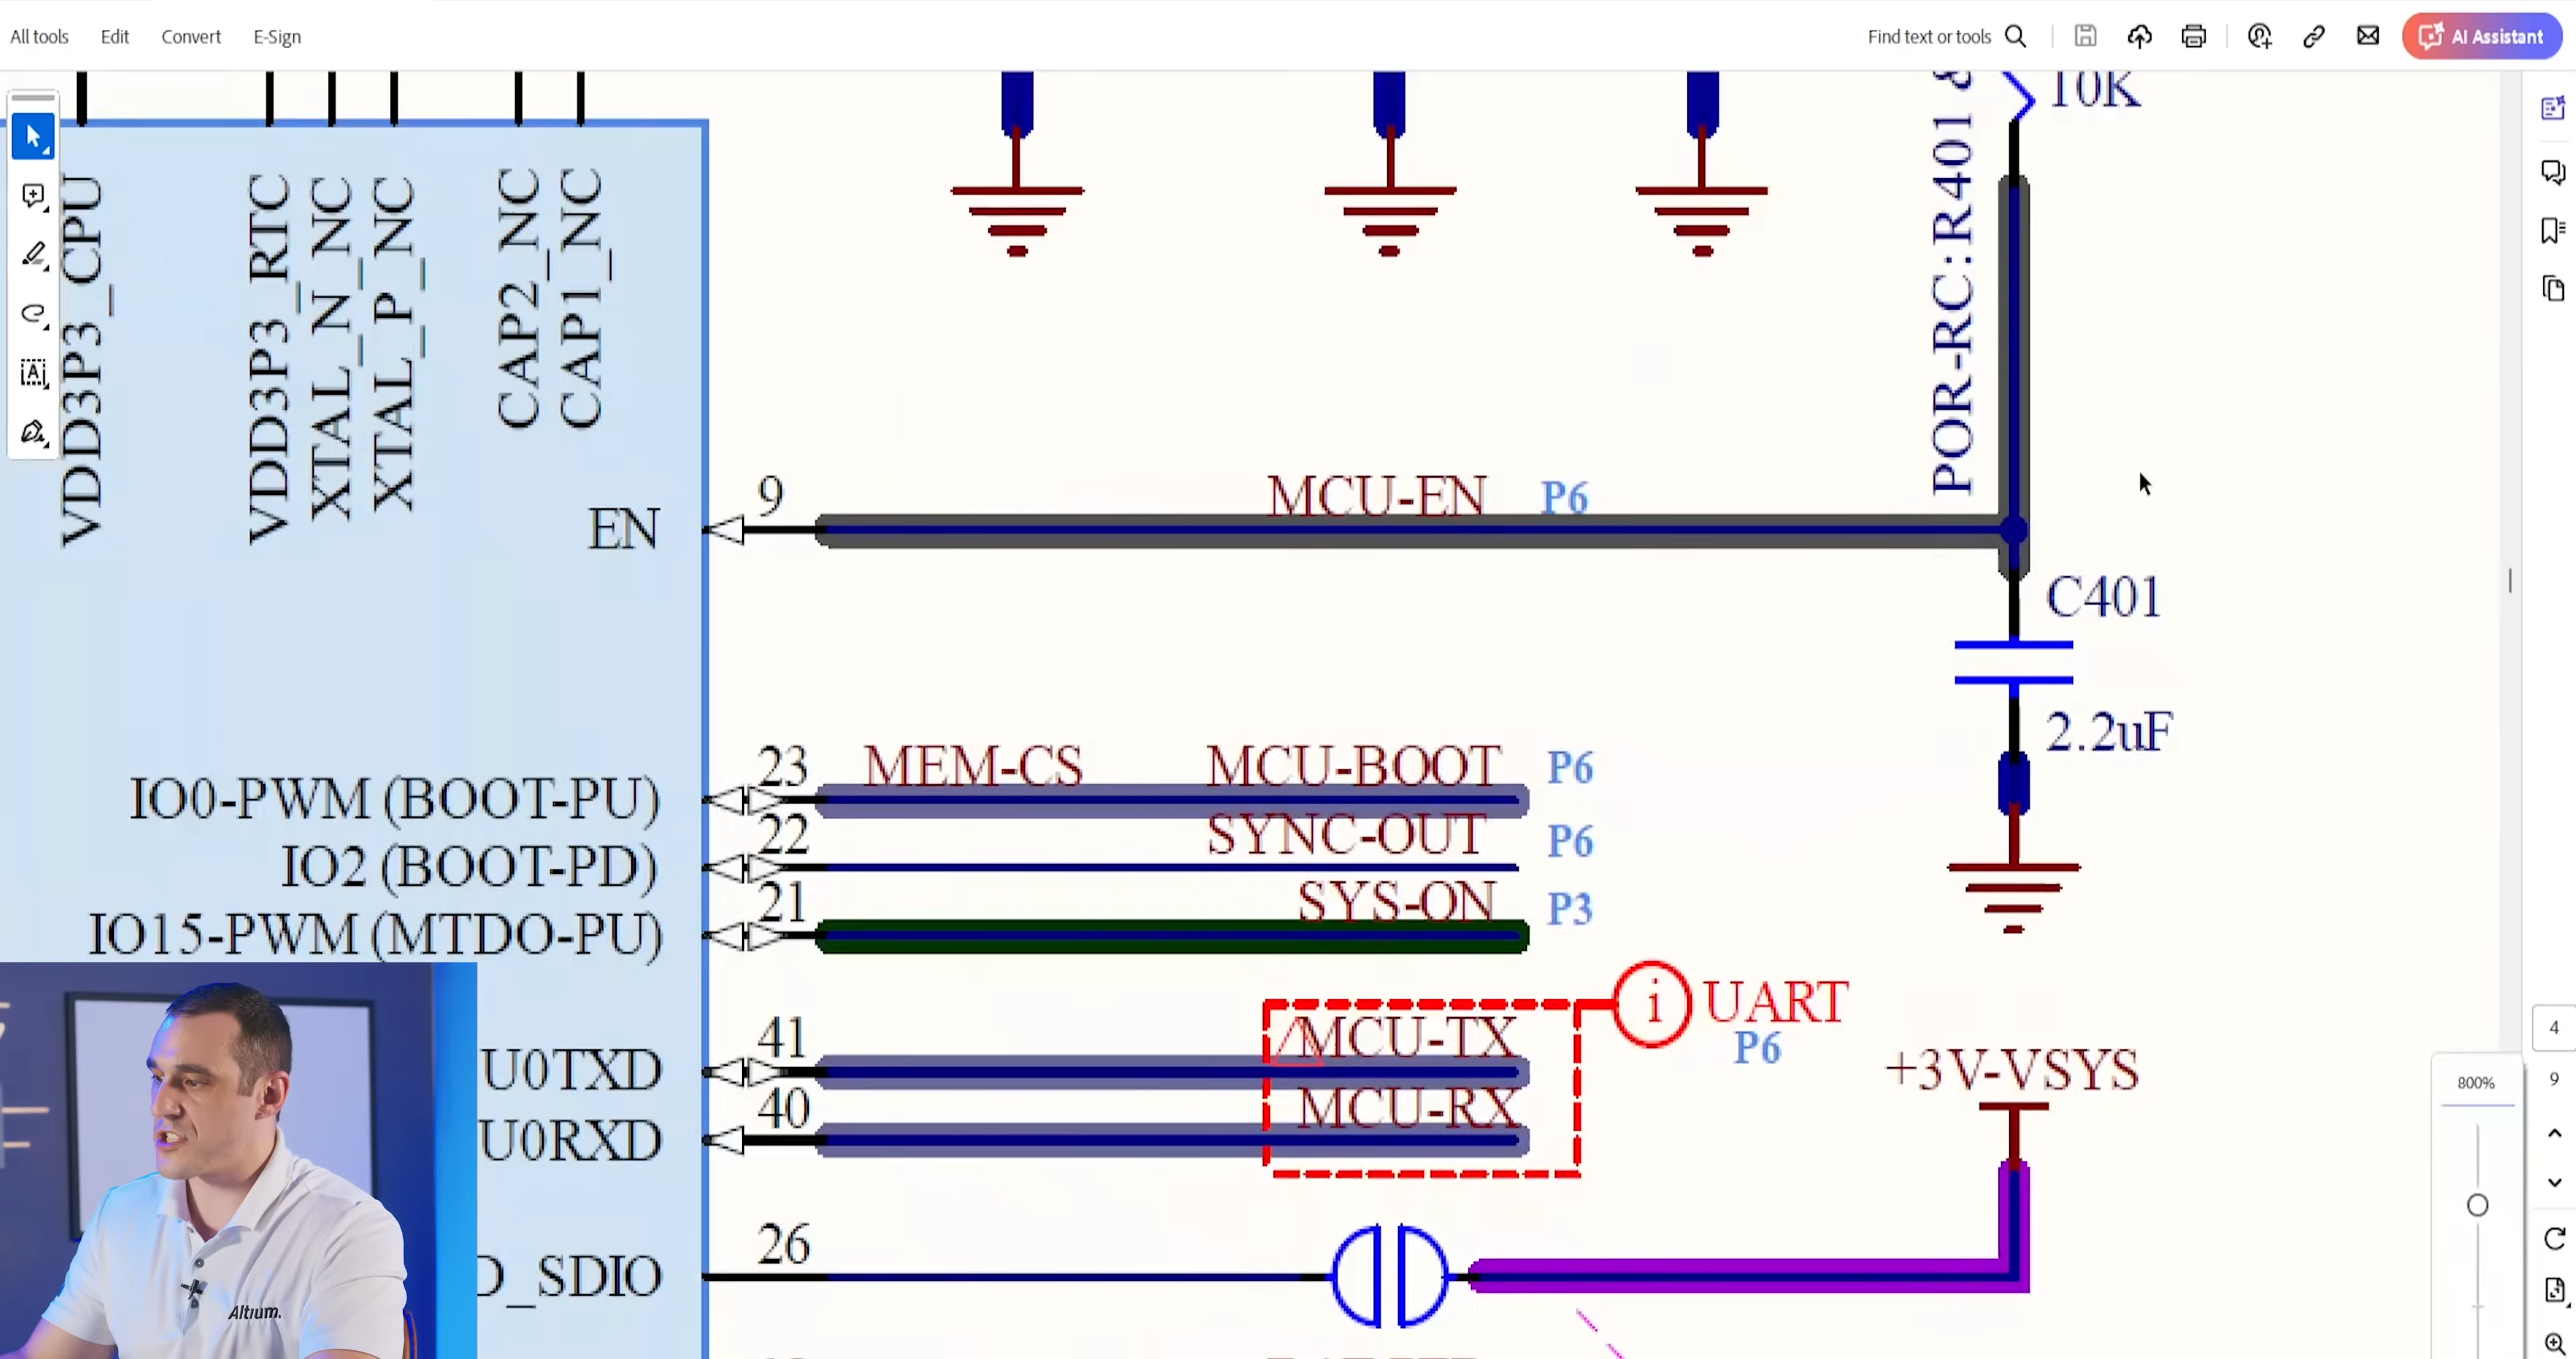 All tools Edit Convert E-Sign
Find text or tools
AI Assistant
10K
POR-RC:R401 &
VDD3P3_CPU
VDD3P3_RTC
XTAL_N_NC
XTAL_P_NC
CAP2_NC
CAP1_NC
EN 9 MCU-EN P6
C401
2.2uF
IO0-PWM (BOOT-PU) 23 MEM-CS MCU-BOOT P6
IO2 (BOOT-PD) 22 SYNC-OUT P6
IO15-PWM (MTDO-PU) 21 SYS-ON P3
i UART
P6
U0TXD 41 MCU-TX
U0RXD 40 MCU-RX
+3V-VSYS
D_SDIO 26
Altium.
4
9
800%